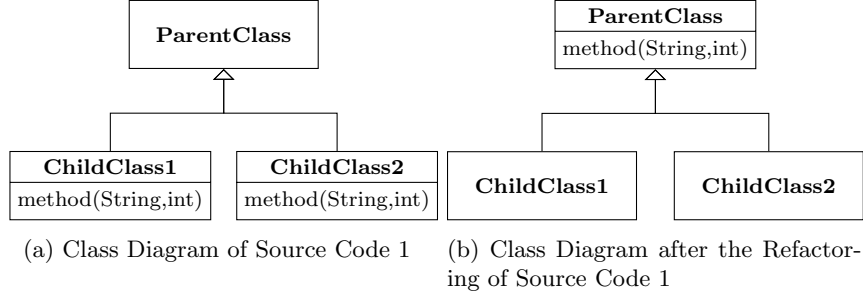 ParentClass
ChildClass1
method(String,int)
ChildClass2
method(String,int)
(a) Class Diagram of Source Code 1
ParentClass
method(String,int)
ChildClass1
ChildClass2
(b) Class Diagram after the Refactor-
ing of Source Code 1